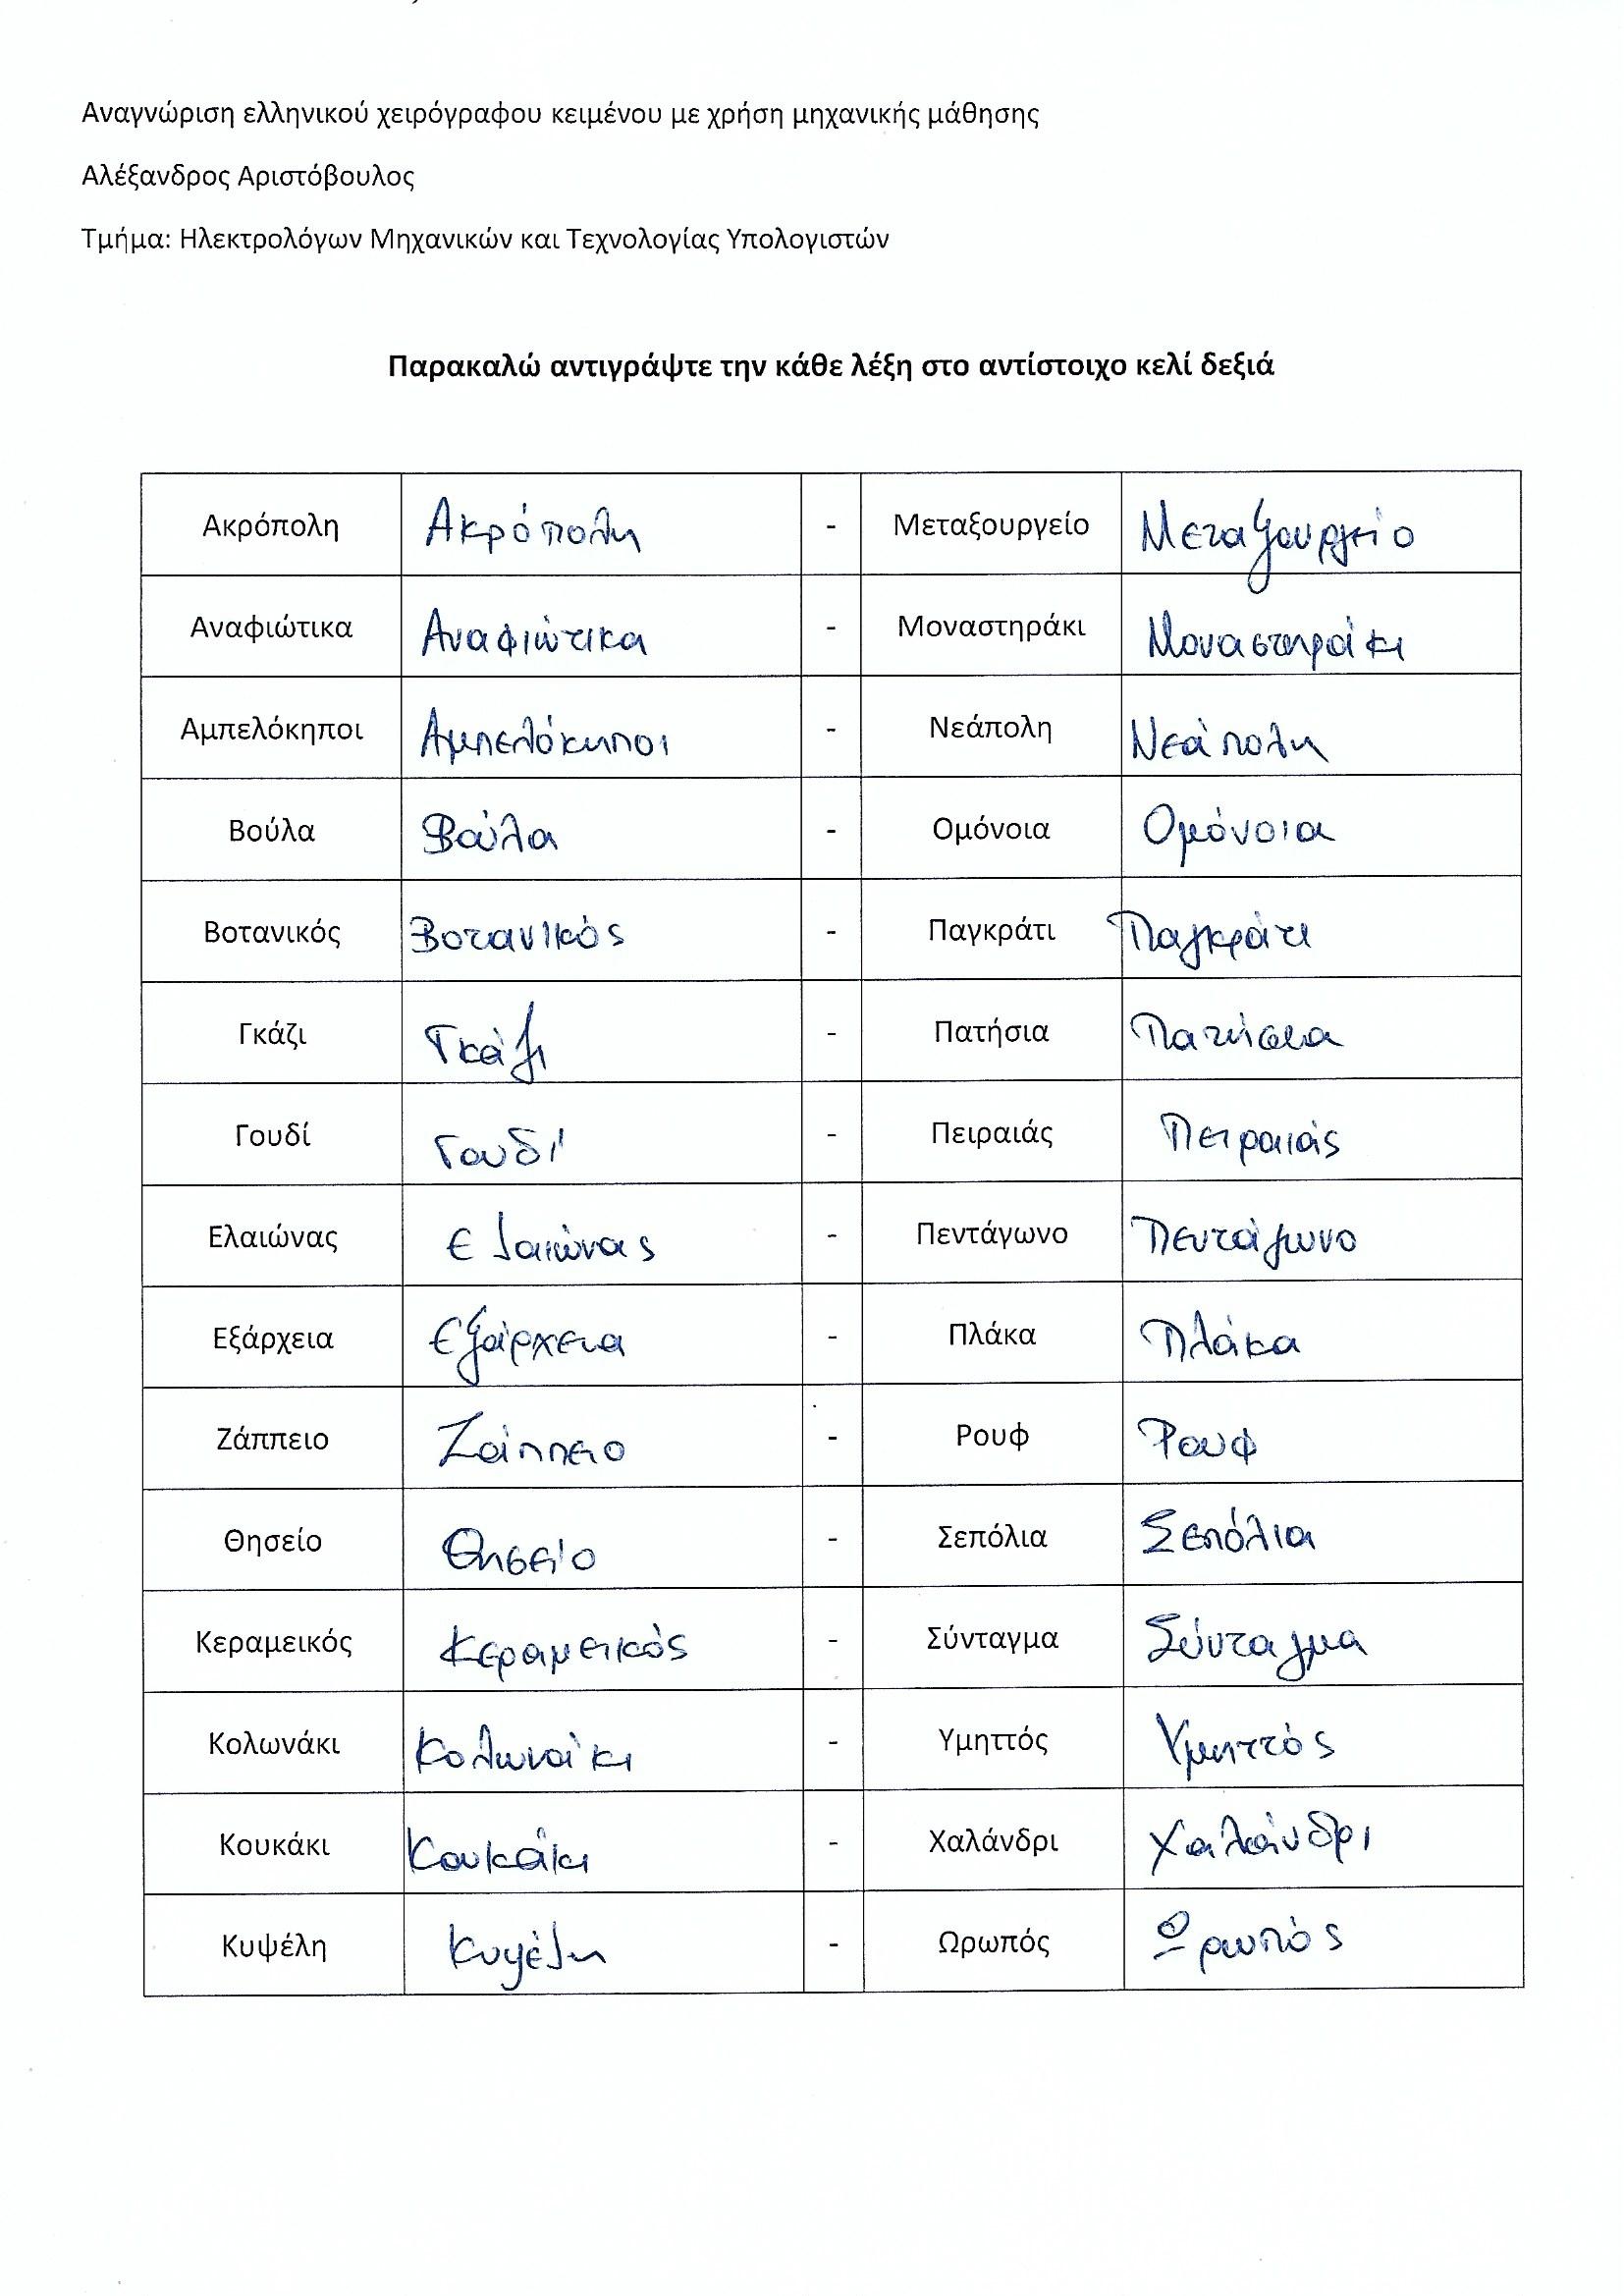 Αναγνώριση ελληνικού χειρόγραφου κειμένου με χρήση μηχανικής μάθησης
Αλέξανδρος Αριστόβουλος
Τμήμα: Ηλεκτρολόγων Μηχανικών και Τεχνολογίας Υπολογιστών
Παρακαλώ αντιγράψτε την κάθε λέξη στο αντίστοιχο κελί δεξιά
Ακρόπολη Ακρόπολη - Μεταξουργείο Μεταξουργείο
Αναφιώτικα Αναφιώτικα - Μοναστηράκι Μοναστηράκι
Αμπελόκηποι Αμπελόκηποι - Νεάπολη Νεάπολη
Βούλα Βούλα - Ομόνοια Ομόνοια
Βοτανικός Βοτανικός - Παγκράτι Παγκράτι
Γκάζι Γκάζι - Πατήσια Πατήσια
Γουδί Γουδί - Πειραιάς Πειραιάς
Ελαιώνας Ελαιώνας - Πεντάγωνο Πεντάγωνο
Εξάρχεια Εξάρχεια - Πλάκα Πλάκα
Ζάππειο Ζάππειο - Ρουφ Ρουφ
Θησείο Θησείο - Σεπόλια Σεπόλια
Κεραμεικός Κεραμεικός - Σύνταγμα Σύνταγμα
Κολωνάκι Κολωνάκι - Υμηττός Υμηττός
Κουκάκι Κουκάκι - Χαλάνδρι Χαλάνδρι
Κυψέλη Κυψέλη - Ωρωπός Ωρωπός